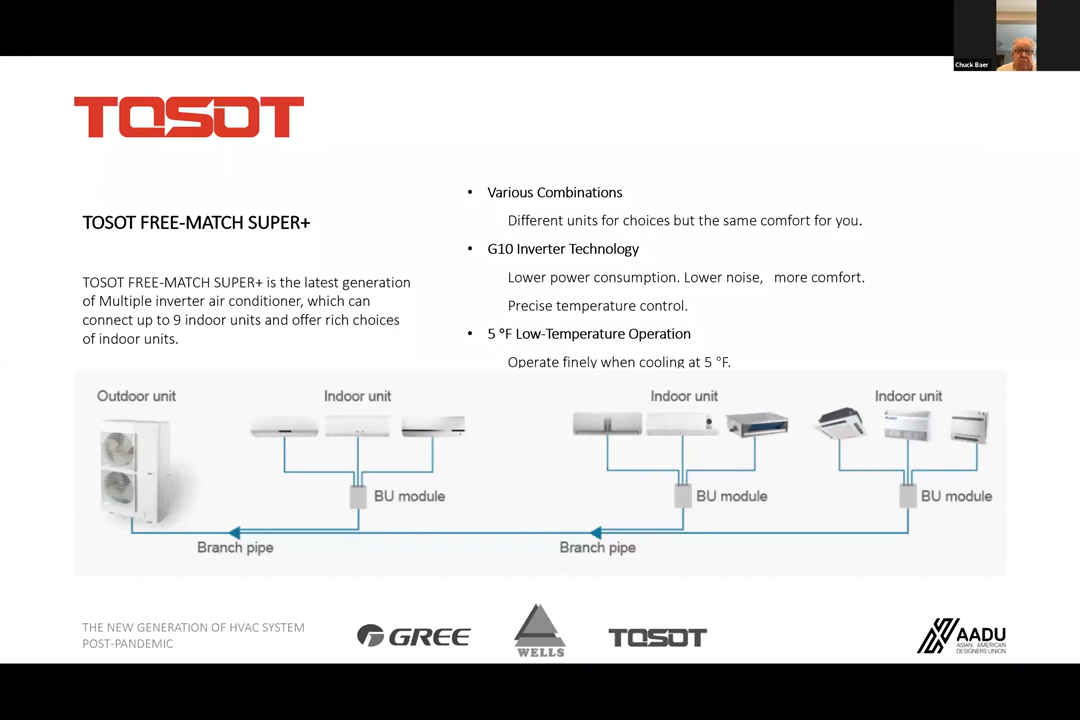 Chuck Baer
TOSOT
TOSOT FREE-MATCH SUPER+
TOSOT FREE-MATCH SUPER+ is the latest generation
of Multiple inverter air conditioner, which can
connect up to 9 indoor units and offer rich choices
of indoor units.
• Various Combinations
Different units for choices but the same comfort for you.
• G10 Inverter Technology
Lower power consumption. Lower noise, more comfort.
Precise temperature control.
• 5 °F Low-Temperature Operation
Operate finely when cooling at 5 °F.
Outdoor unit
Indoor unit
Indoor unit
Indoor unit
BU module
BU module
BU module
Branch pipe
Branch pipe
THE NEW GENERATION OF HVAC SYSTEM
POST-PANDEMIC
GREE
WELLS
TOSOT
AADU
ASIAN AMERICAN
DESIGNERS UNION